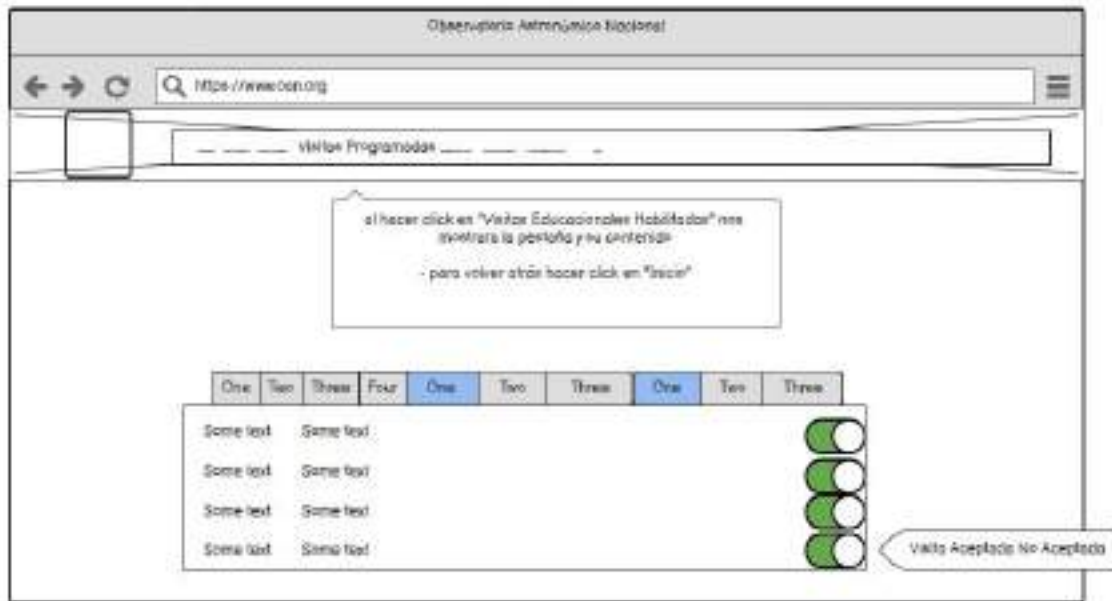 Observatorio Astronómico Nacional
https://www.oan.org
Visitas Programadas
al hacer click en "Visitas Educacionales Habilitadas" nos
mostrara la pestaña y su contenido
- para volver atrás hacer click en "Inicio"
One Two Three Four One Two Three One Two Three
Some text Some text
Some text Some text
Some text Some text
Some text Some text
Visita Aceptada No Aceptada